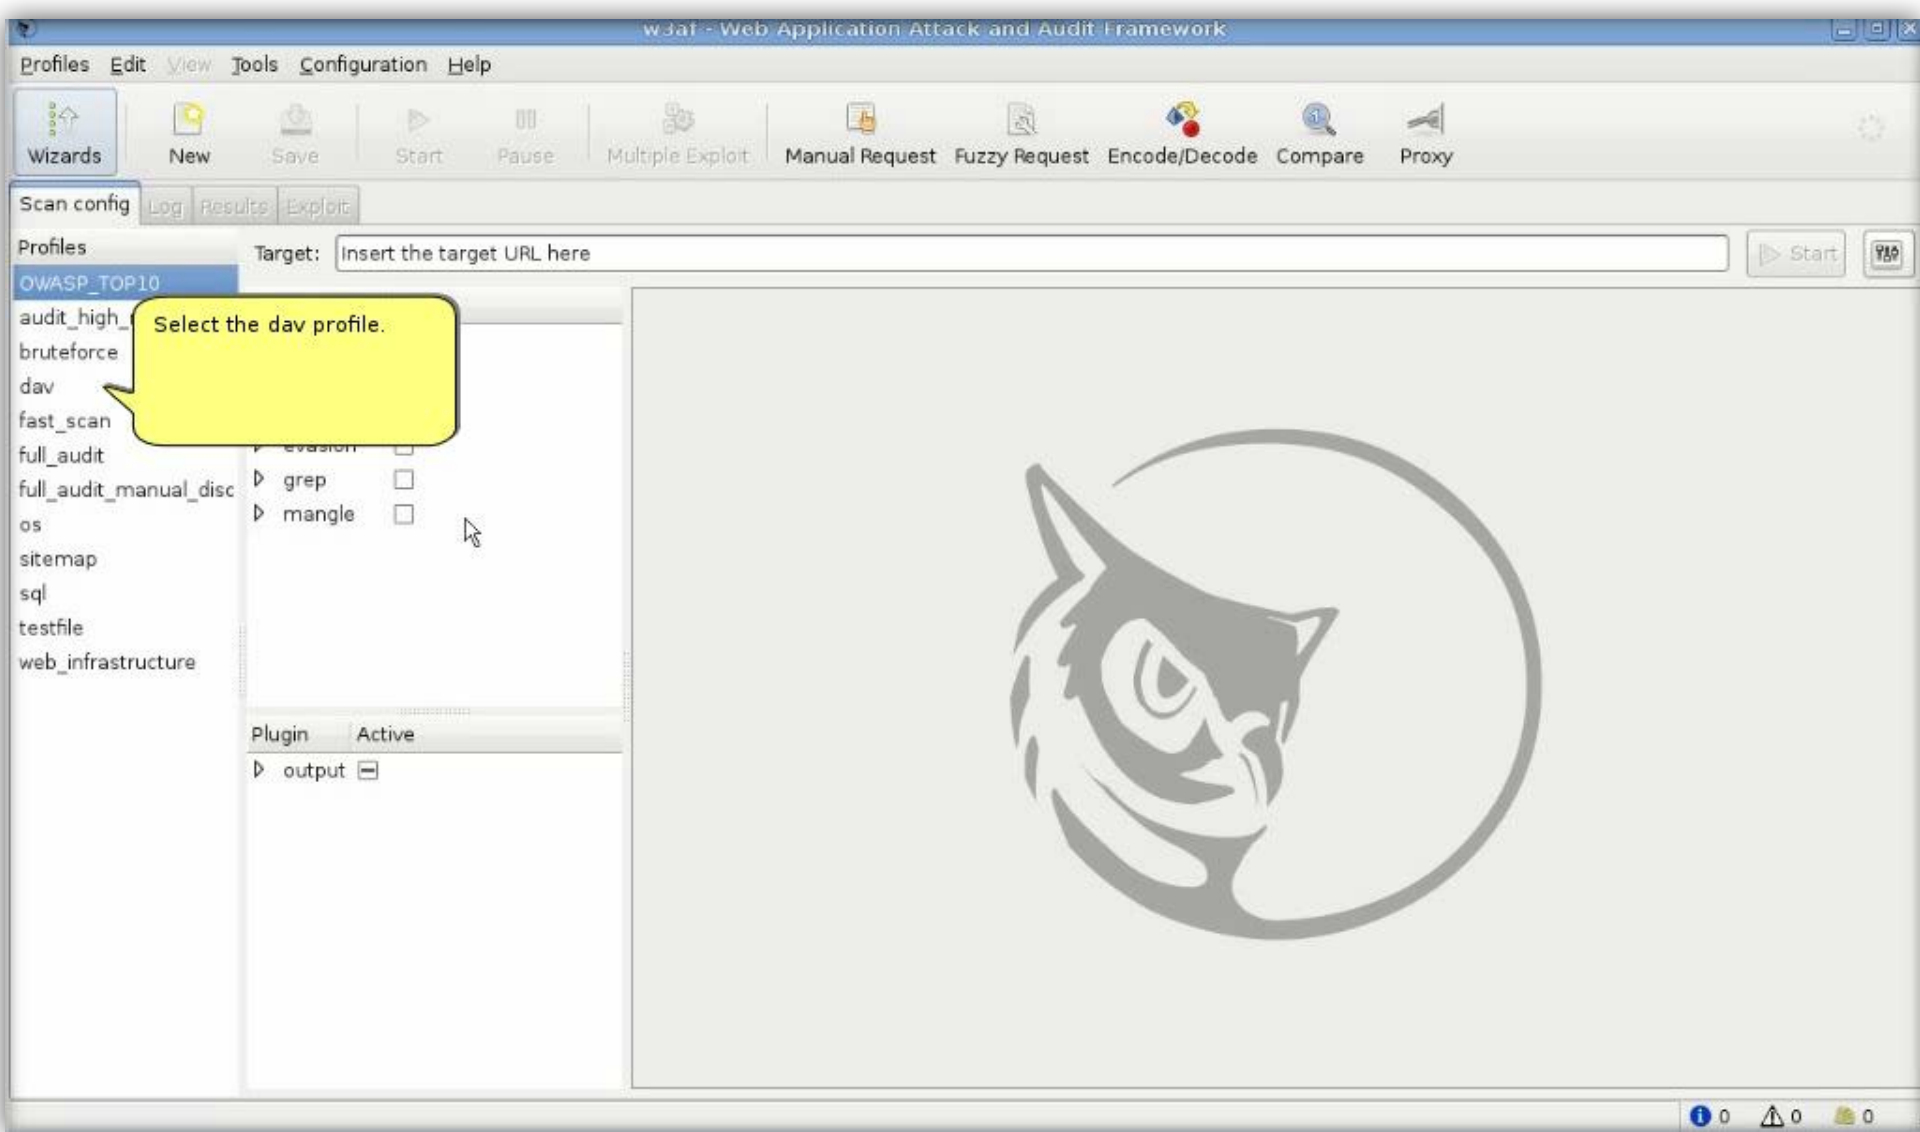 w3af - Web Application Attack and Audit Framework
Profiles Edit View Tools Configuration Help
Wizards New Save Start Pause Multiple Exploit Manual Request Fuzzy Request Encode/Decode Compare Proxy
Scan config Log Results Exploit
Profiles
Target: Insert the target URL here Start
OWASP_TOP10
audit_high_
Select the dav profile.
bruteforce
dav
fast_scan
full_audit
evasion
full_audit_manual_disc
grep
os
mangle
sitemap
sql
testfile
web_infrastructure
Plugin Active
output
0 0 0